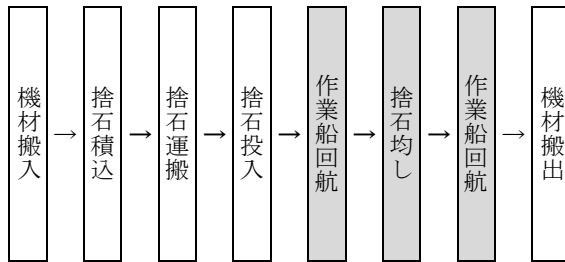 機材搬入
→
捨石積込
→
捨石運搬
→
捨石投入
→
作業船回航
→
捨石均し
→
作業船回航
→
機材搬出